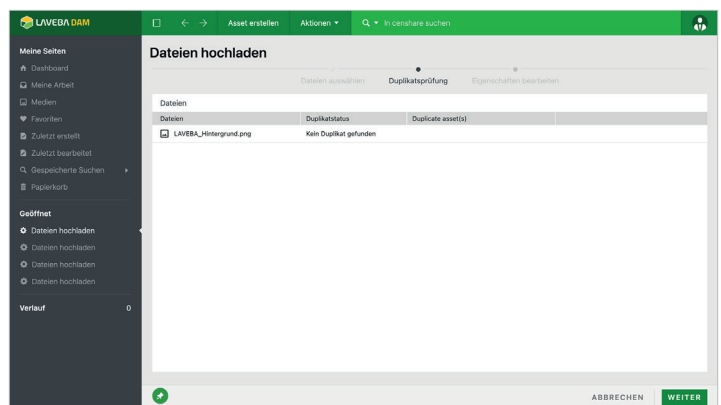 LAVEBA DAM
Asset erstellen
Aktionen
In censhare suchen
Meine Seiten
Dashboard
Meine Arbeit
Medien
Favoriten
Zuletzt erstellt
Zuletzt bearbeitet
Gespeicherte Suchen
Papierkorb
Geöffnet
Dateien hochladen
Dateien hochladen
Dateien hochladen
Dateien hochladen
Verlauf 0
Dateien hochladen
Dateien auswählen Duplikatsprüfung Eigenschaften bearbeiten
Dateien
Dateien Duplikatstatus Duplicate asset(s)
LAVEBA_Hintergrund.png Kein Duplikat gefunden
ABBRECHEN WEITER